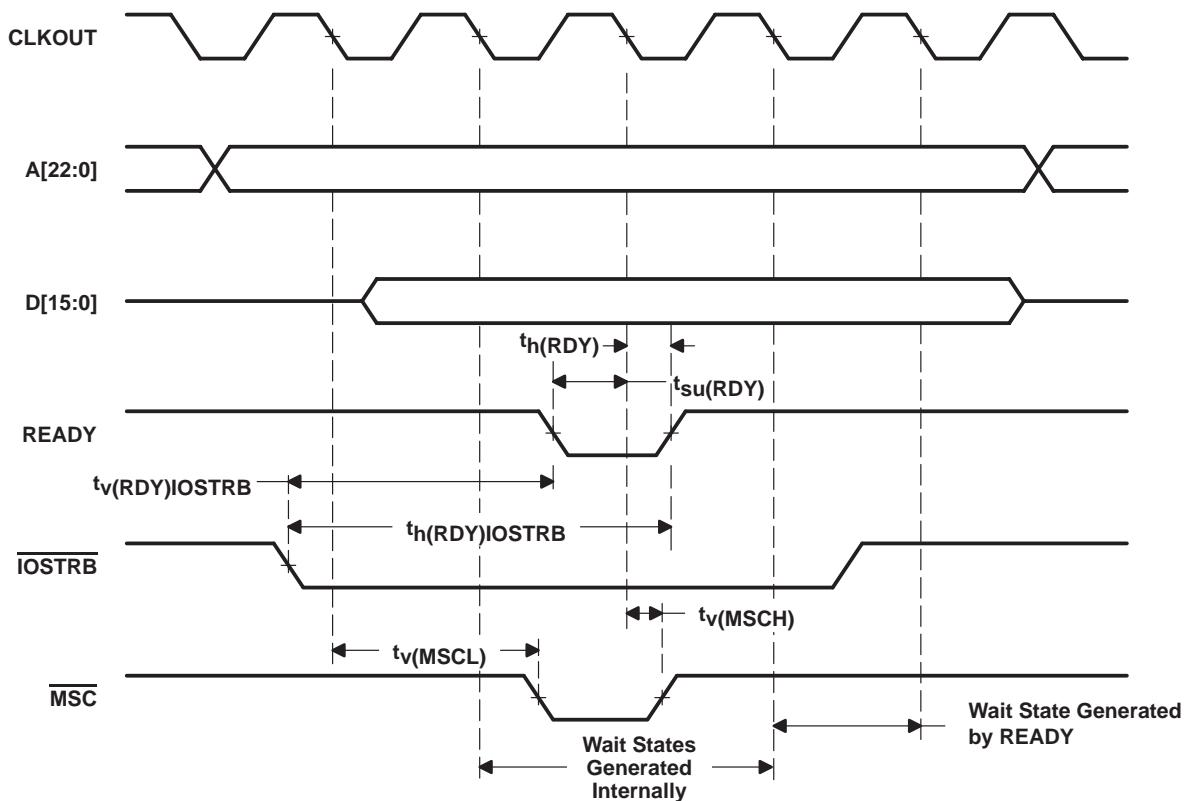 CLKOUT
A[22:0]
D[15:0]
th(RDY)
tsu(RDY)
READY
tv(RDY)IOSTRB
th(RDY)IOSTRB
IOSTRB
tv(MSCH)
tv(MSCL)
MSC
Wait State Generated
by READY
Wait States
Generated
Internally